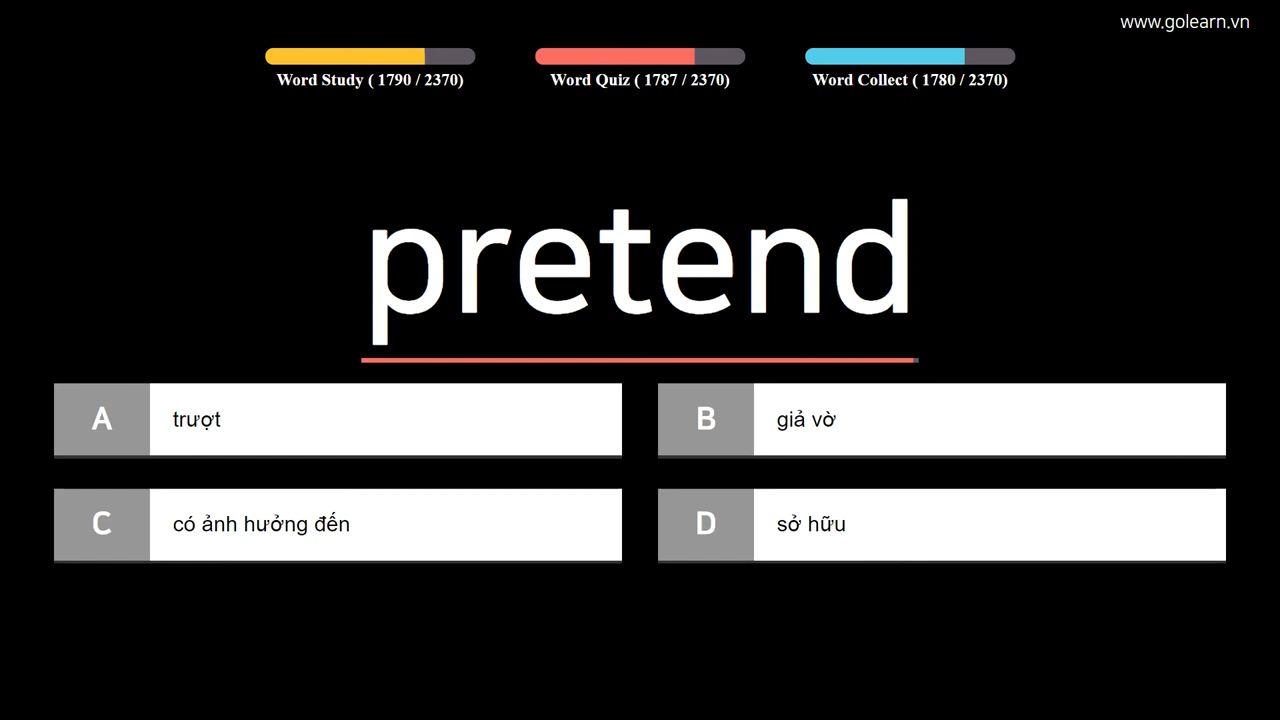 www.golearn.vn
Word Study ( 1790 / 2370)
Word Quiz ( 1787 / 2370)
Word Collect ( 1780 / 2370)
pretend
A trượt
B giả vờ
C có ảnh hưởng đến
D sở hữu